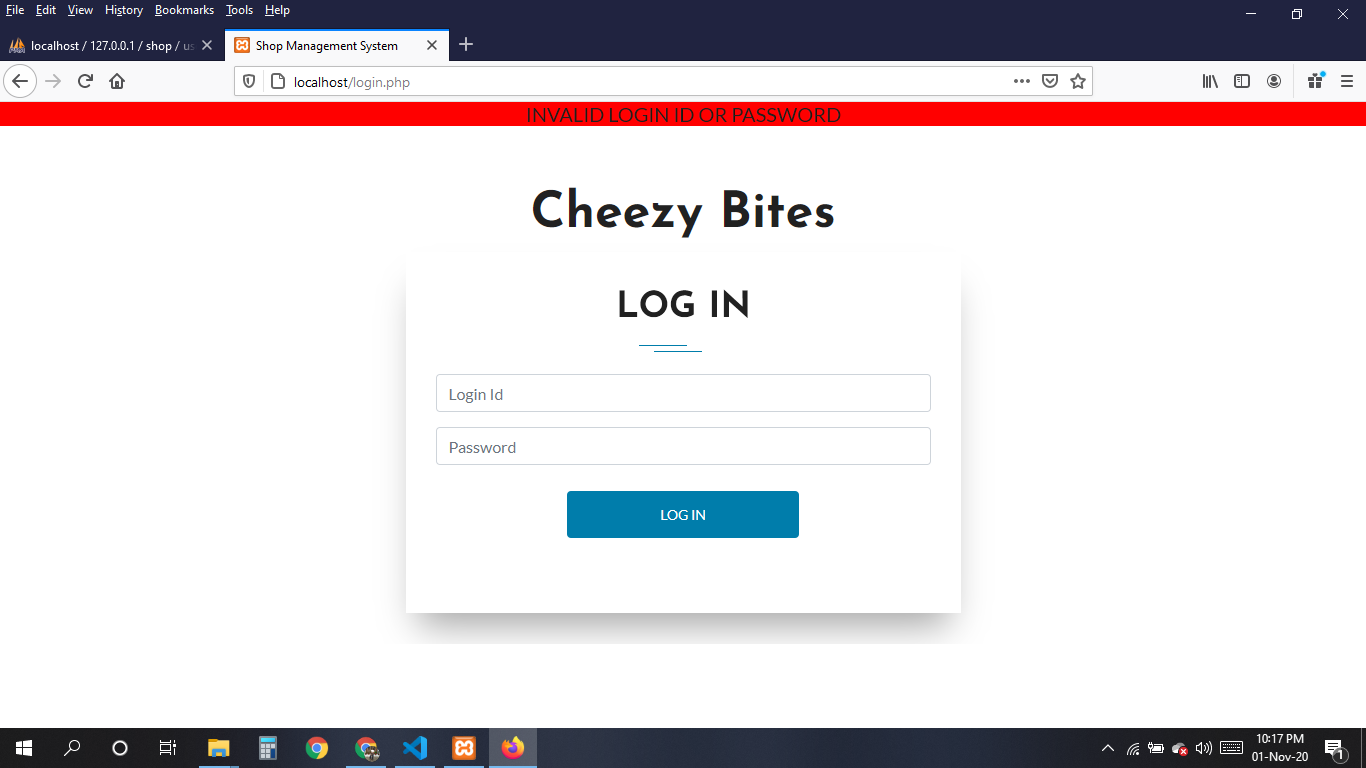 File Edit View History Bookmarks Tools Help
localhost / 127.0.0.1 / shop / us
Shop Management System
localhost/login.php
INVALID LOGIN ID OR PASSWORD
Cheezy Bites
LOG IN
Login Id
Password
LOG IN
10:17 PM
01-Nov-20
1